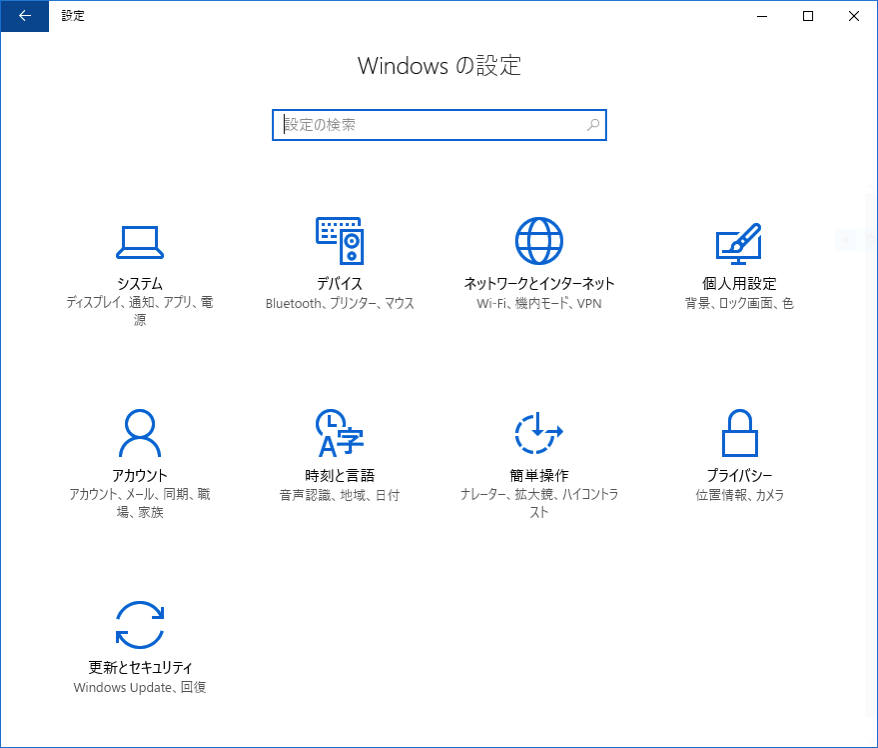 設定
Windows の設定
設定の検索
システム
ディスプレイ、通知、アプリ、電
源
デバイス
Bluetooth、プリンター、マウス
ネットワークとインターネット
Wi-Fi、機内モード、VPN
個人用設定
背景、ロック画面、色
アカウント
アカウント、メール、同期、職
場、家族
時刻と言語
音声認識、地域、日付
簡単操作
ナレーター、拡大鏡、ハイコントラ
スト
プライバシー
位置情報、カメラ
更新とセキュリティ
Windows Update、回復